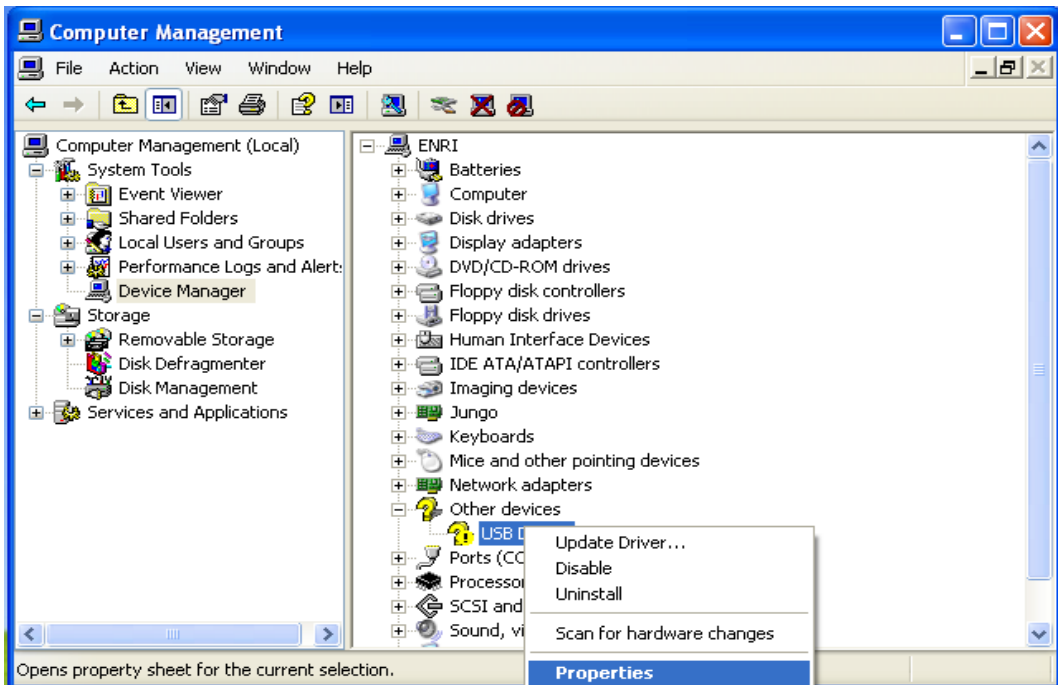 Computer Management
File Action View Window Help
Computer Management (Local)
System Tools
Event Viewer
Shared Folders
Local Users and Groups
Performance Logs and Alert
Device Manager
Storage
Removable Storage
Disk Defragmenter
Disk Management
Services and Applications
ENRI
Batteries
Computer
Disk drives
Display adapters
DVD/CD-ROM drives
Floppy disk controllers
Floppy disk drives
Human Interface Devices
IDE ATA/ATAPI controllers
Imaging devices
Jungo
Keyboards
Mice and other pointing devices
Network adapters
Other devices
USB
Ports (CO
Processo
SCSI and
Sound, vi
Update Driver...
Disable
Uninstall
Scan for hardware changes
Properties
Opens property sheet for the current selection.